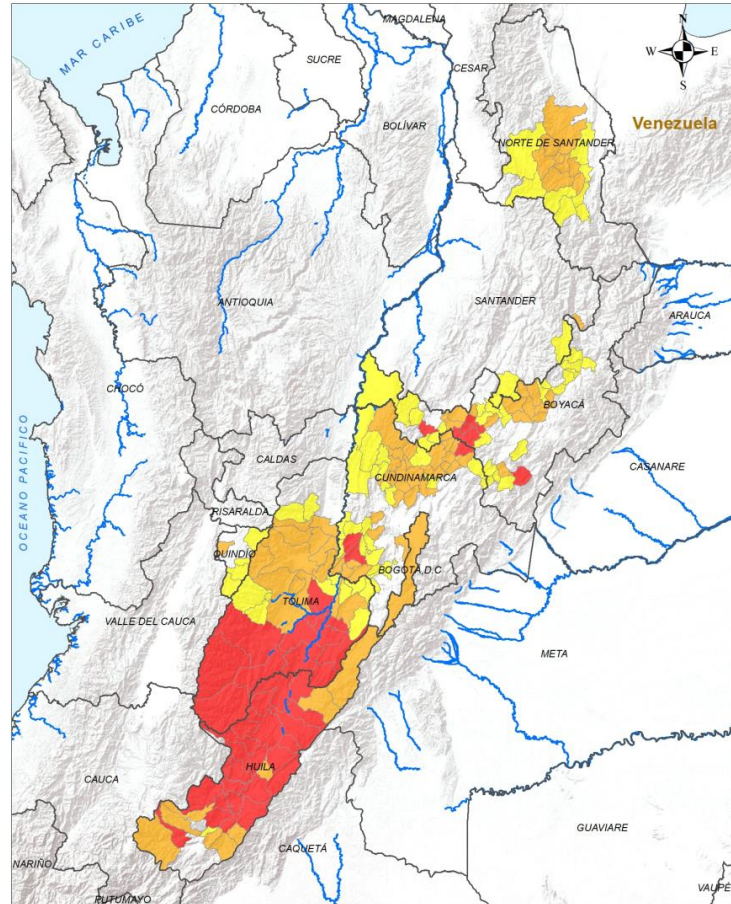 MAGDALENA
N
MAR CARIBE
SUCRE
W
E
CESAR
S
CÓRDOBA
BOLÍVAR
Venezuela
NORTE DE SANTANDER
ANTIOQUIA
SANTANDER
ARAUCA
CHOCÓ
BOYACÁ
OCEANO PACIFICO
CALDAS
CUNDINAMARCA
CASANARE
RISARALDA
QUINDÍO
BOGOTÁ, D.C
TOLIMA
VALLE DEL CAUCA
META
HUILA
CAUCA
GUAVIARE
CAQUETÁ
NARIÑO
PUTUMAYO
VAUPÉ